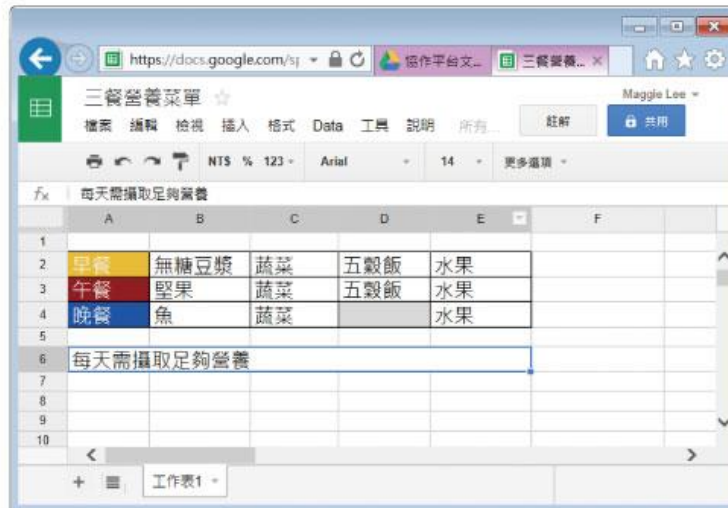 https://docs.google.com/sp
協作平台文...
三餐營養...
三餐營養菜單
Maggie Lee
檔案 編輯 檢視 插入 格式 Data 工具 說明 所有...
註解
共用
NT$ % 123 Arial 14 更多選項
fx 每天需攝取足夠營養
A B C D E F
1
2 早餐 無糖豆漿 蔬菜 五穀飯 水果
3 午餐 堅果 蔬菜 五穀飯 水果
4 晚餐 魚 蔬菜 水果
5
6 每天需攝取足夠營養
7
8
9
10
工作表1